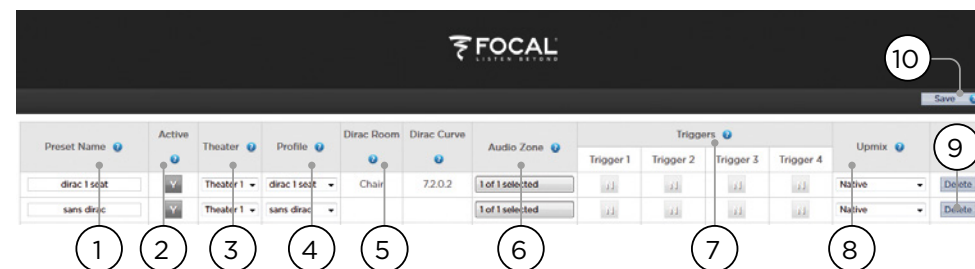 FOCAL
LISTEN BEYOND
10
Save
Preset Name
Active
Theater
Profile
Dirac Room
Dirac Curve
Audio Zone
Triggers
Trigger 1
Trigger 2
Trigger 3
Trigger 4
Upmix
9
dirac 1 seat Y Theater 1 dirac 1 seat Chair 7.2.0.2 1 of 1 selected Native Delete
sans dirac Y Theater 1 sans dirac 1 of 1 selected Native Delete
1 2 3 4 5 6 7 8